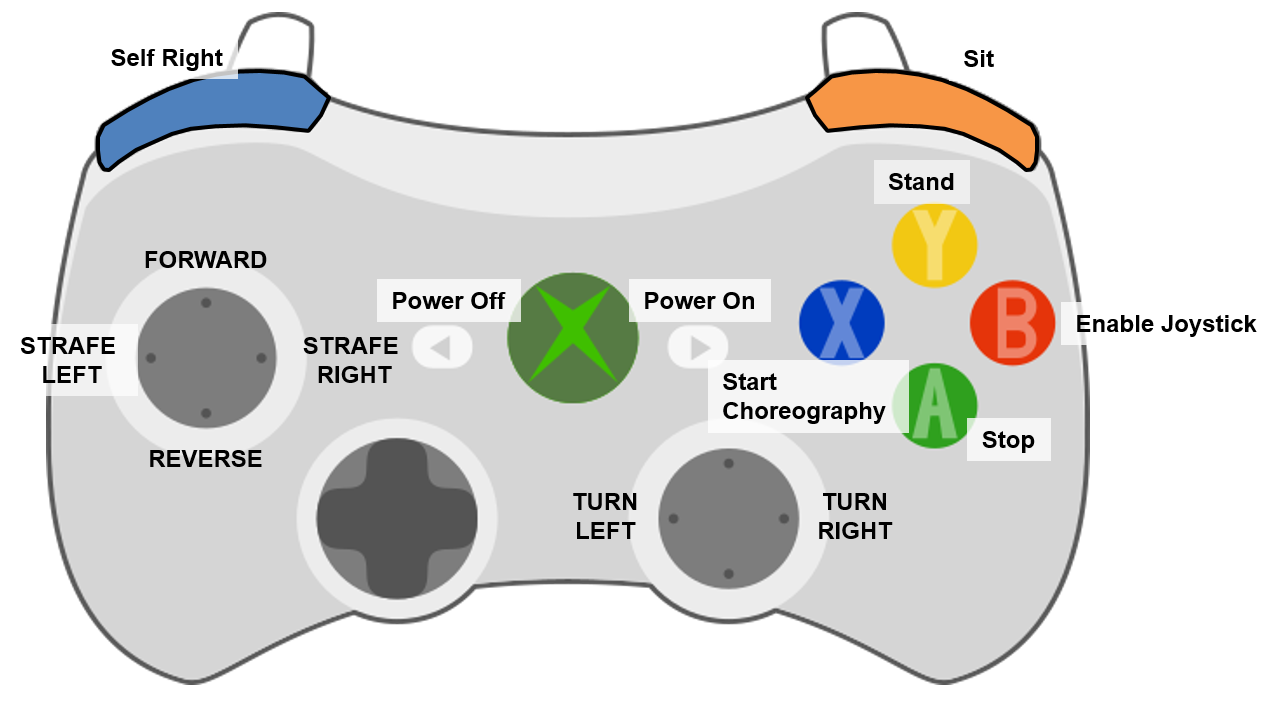 Self Right
Sit
Stand
Y
FORWARD
Power Off
Power On
X
B
Enable Joystick
STRAFE
LEFT
STRAFE
RIGHT
Start
Choreography
A
Stop
REVERSE
TURN
LEFT
TURN
RIGHT